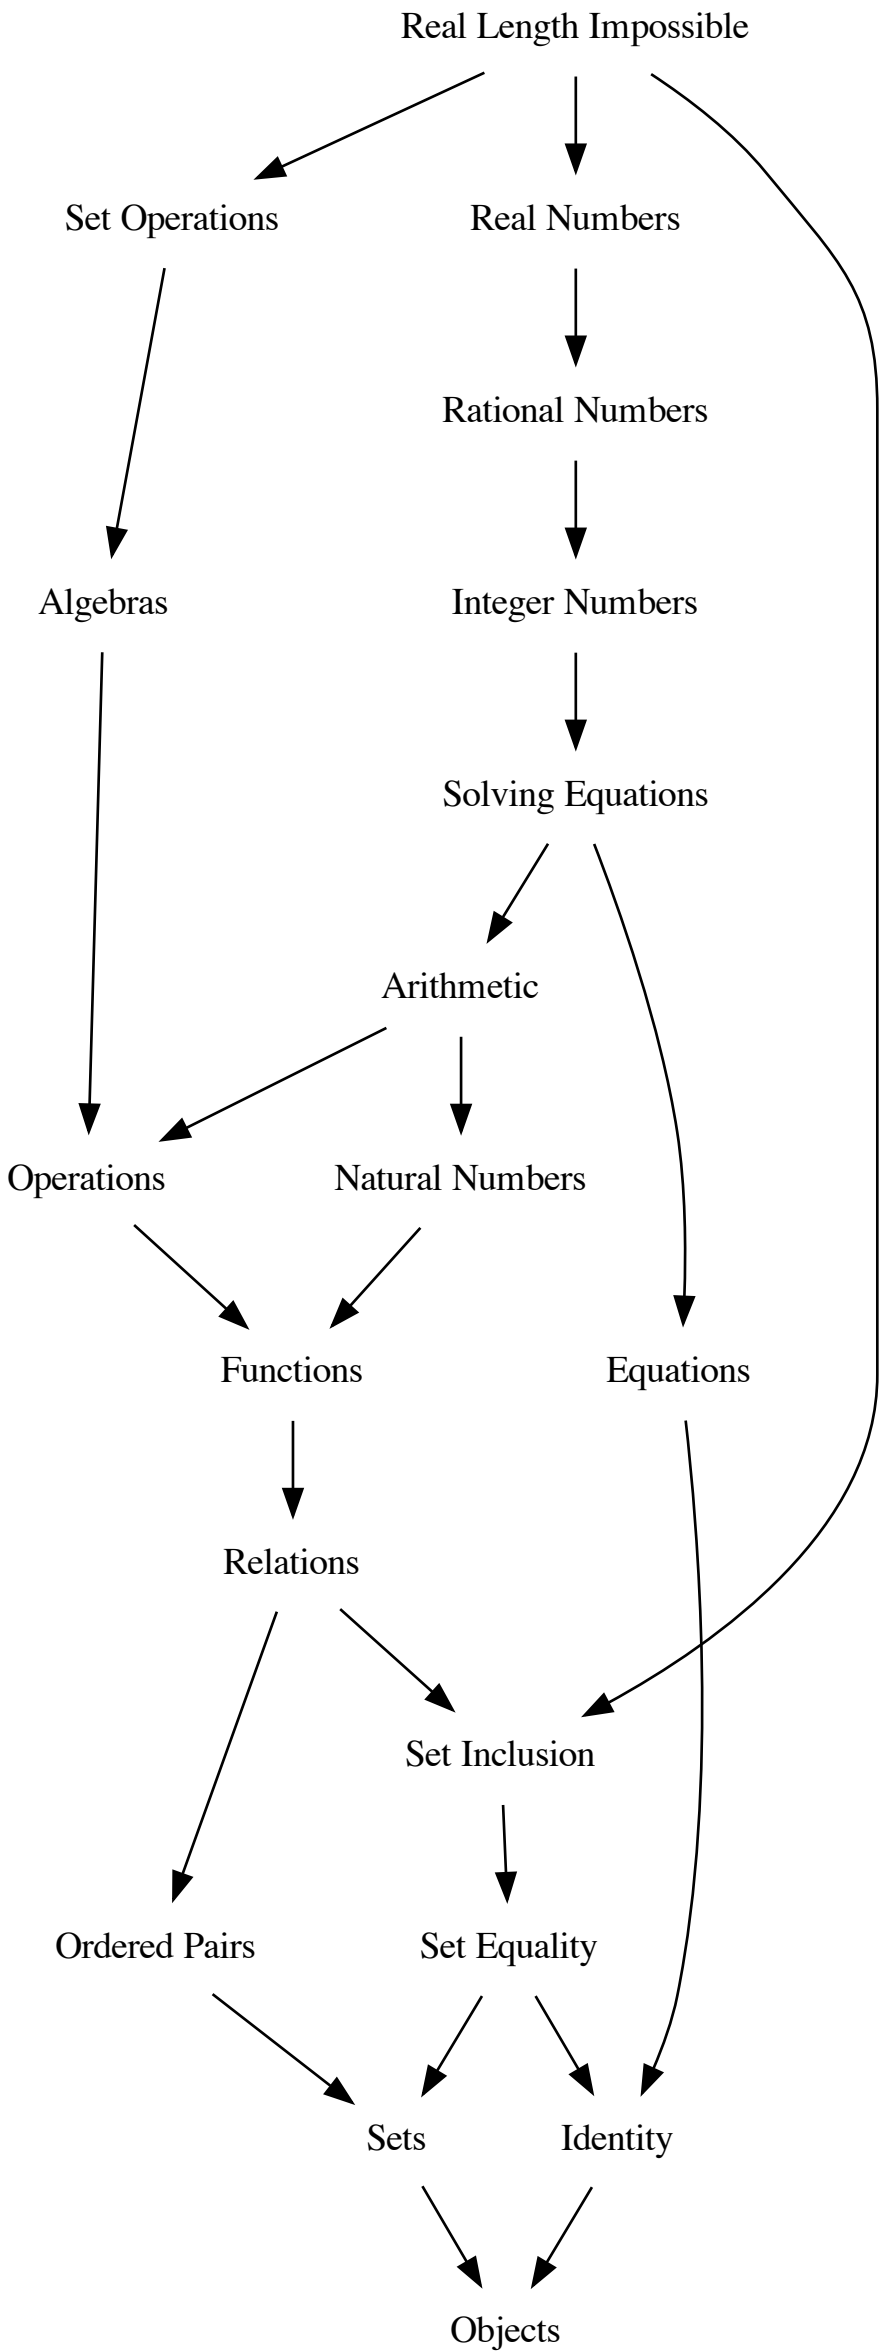 Real Length Impossible
Set Operations
Real Numbers
Rational Numbers
Algebras
Integer Numbers
Solving Equations
Arithmetic
Operations
Natural Numbers
Functions
Equations
Relations
Set Inclusion
Ordered Pairs
Set Equality
Sets
Identity
Objects